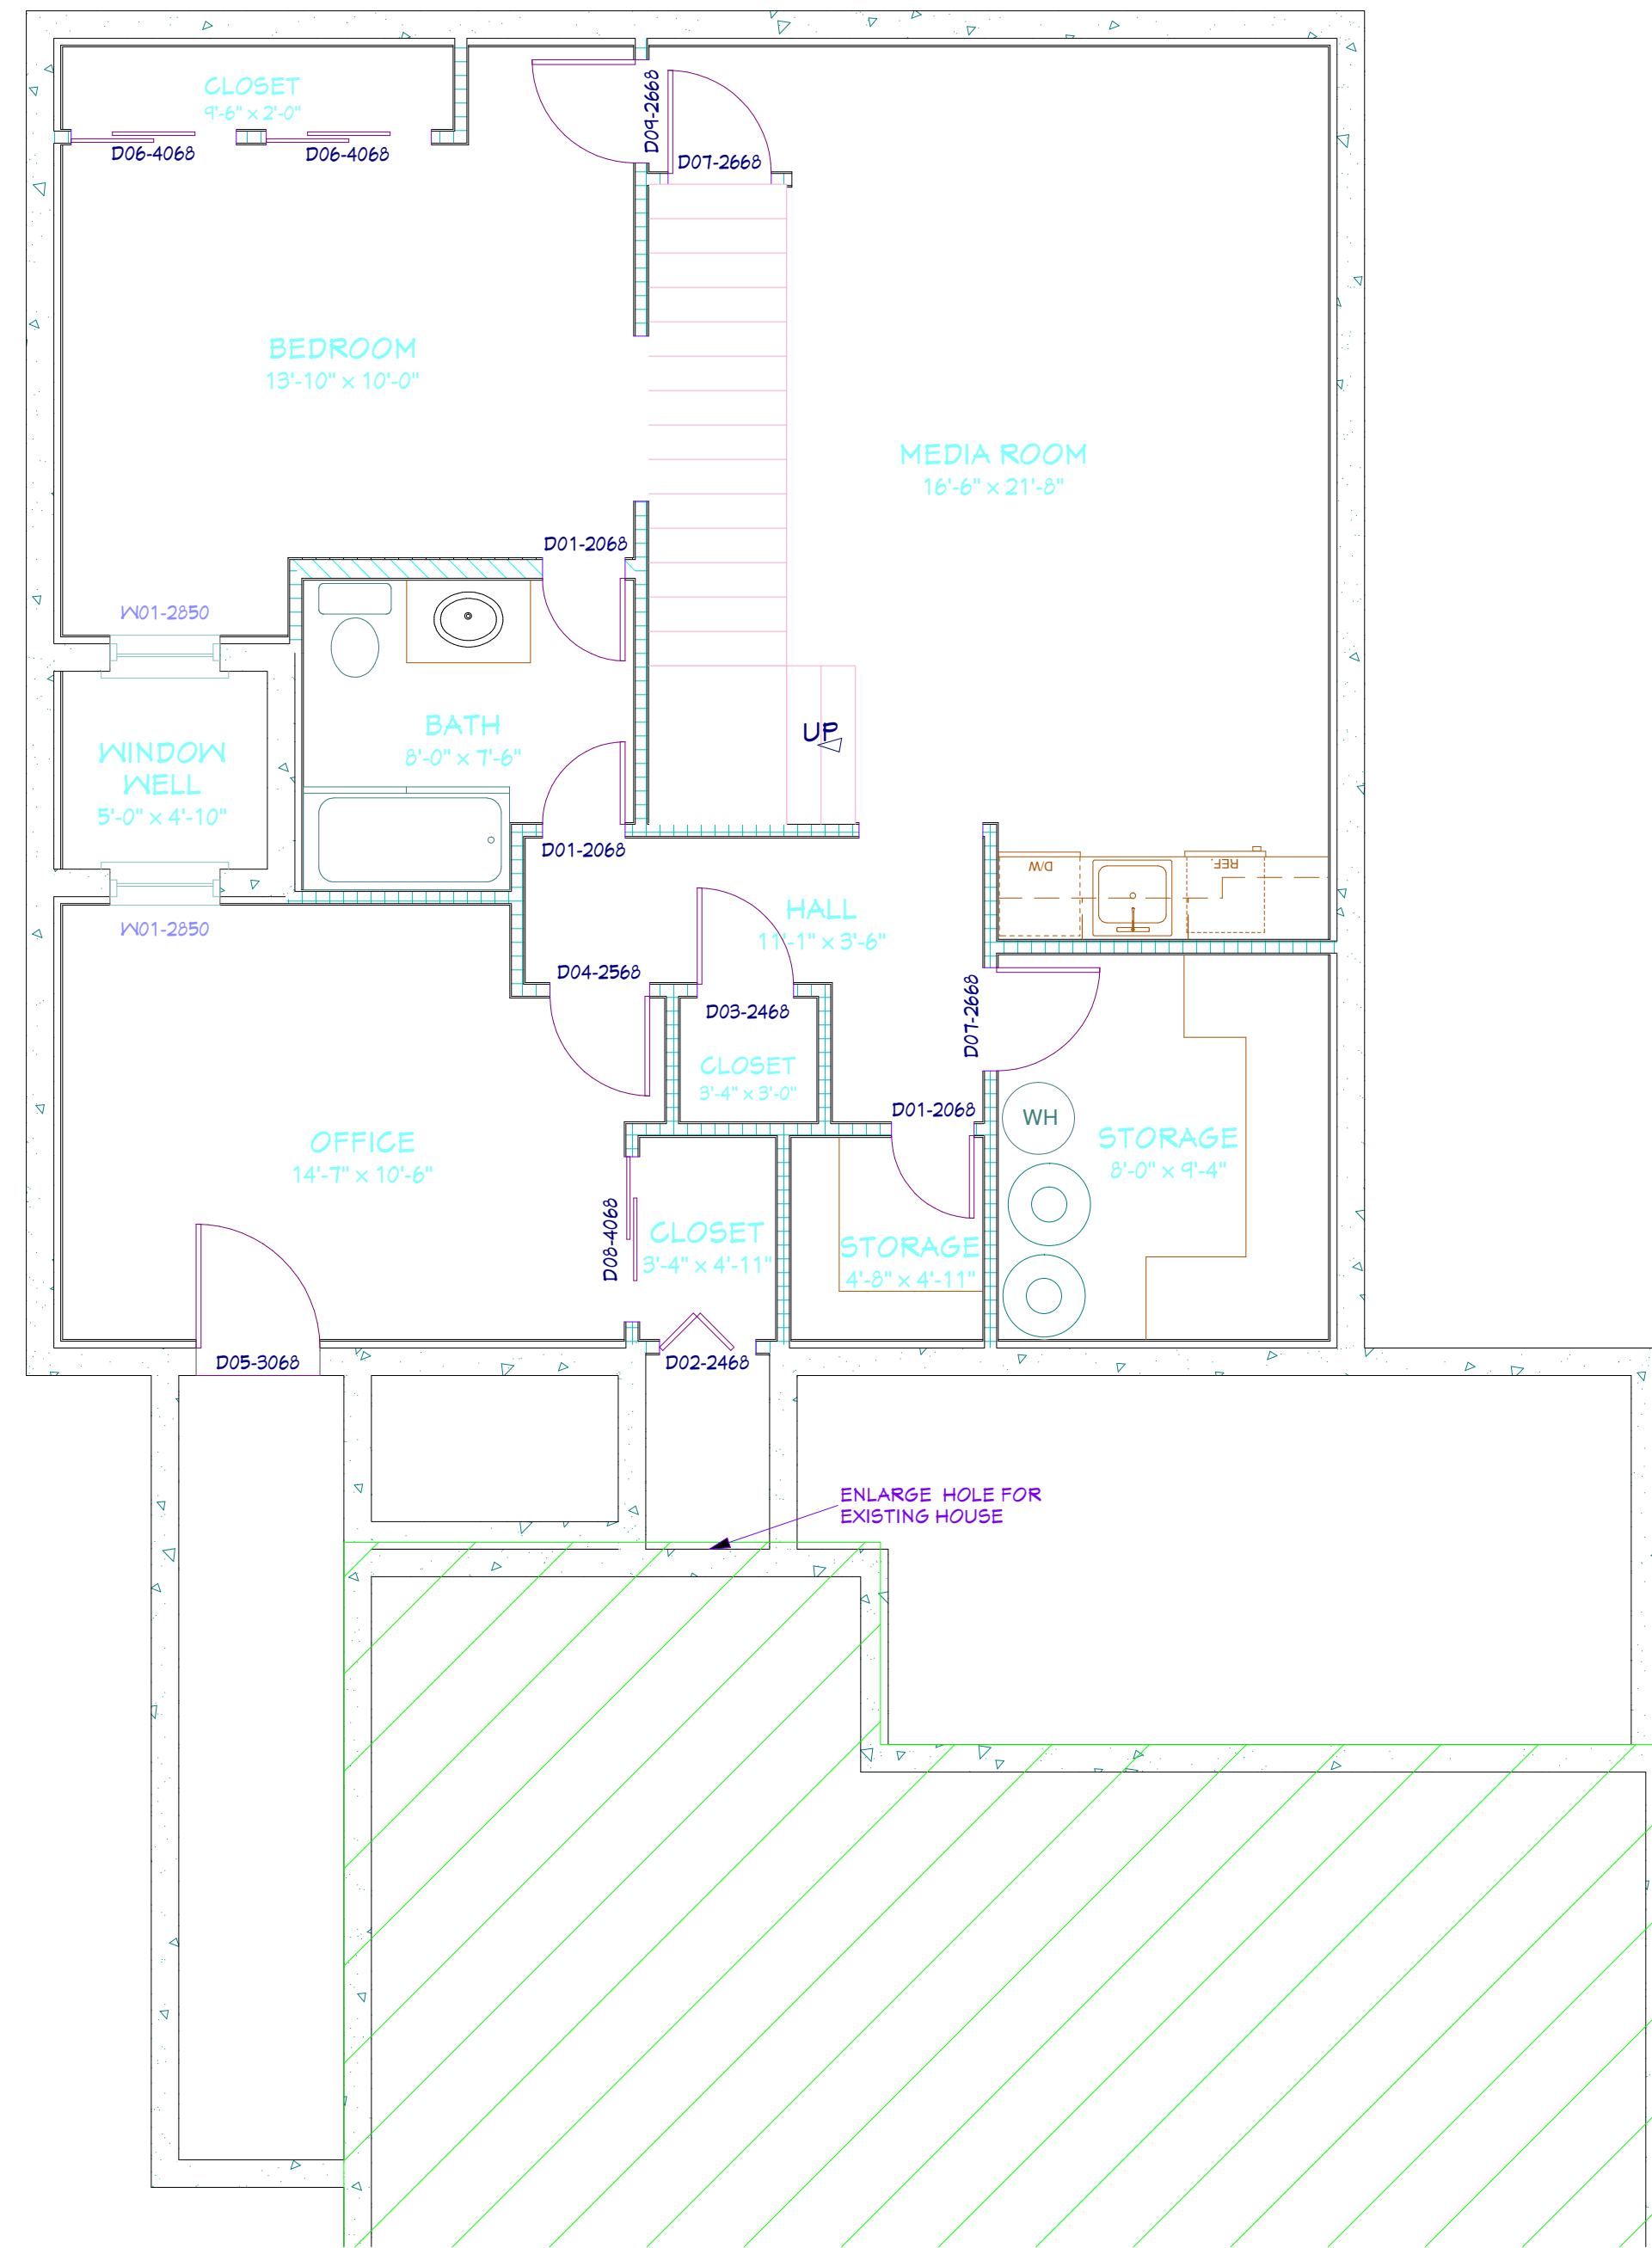 CLOSET
9'-6" x 2'-0"
D06-4068
D06-4068
D09-2668
D07-2668
BEDROOM
13'-10" x 10'-0"
MEDIA ROOM
16'-6" x 21'-8"
D01-2068
W01-2850
BATH
8'-0" x 7'-6"
UP
WINDOW
WELL
5'-0" x 4'-10"
D01-2068
D/W
REF.
W01-2850
HALL
11'-1" x 3'-6"
D04-2568
D03-2468
D07-2668
CLOSET
3'-4" x 3'-0"
D01-2068
WH
OFFICE
14'-7" x 10'-6"
STORAGE
8'-0" x 9'-4"
D08-4068
CLOSET
3'-4" x 4'-11"
STORAGE
4'-8" x 4'-11"
D05-3068
D02-2468
ENLARGE HOLE FOR
EXISTING HOUSE